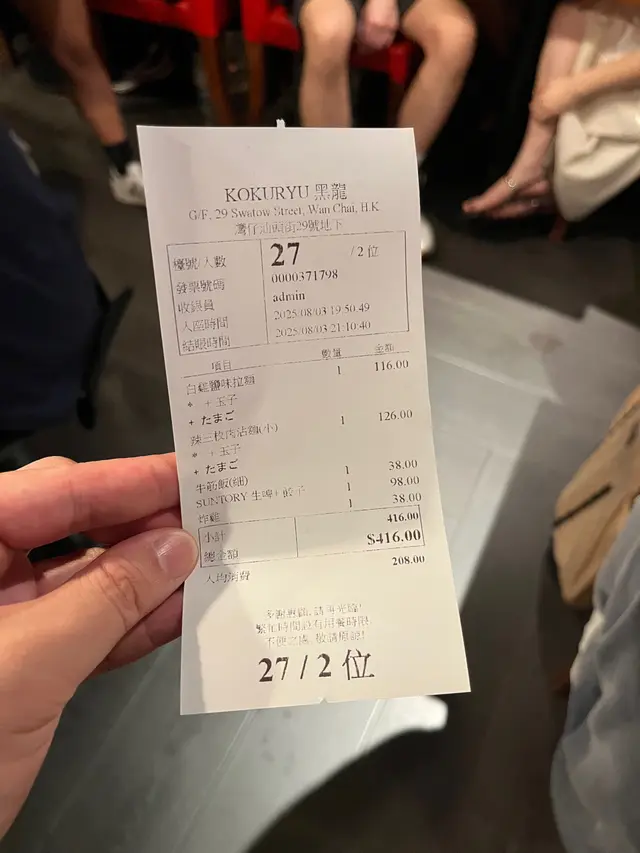 KOKURYU 黑龍
G/F, 29 Swatow Street, Wan Chai, H.K.
灣仔汕頭街29號地下
檯號/人數 27 /2 位
發票號碼 0000371798
收銀員 admin
入座時間 2025/08/03 19:50:49
結賬時間 2025/08/03 21:10:40
項目 數量 金額
白雞鹽味拉麵 1 116.00
* +玉子
+ たまご
辣三枚肉沾麵(小) 1 126.00
* +玉子
+ たまご
牛筋飯(細) 1 38.00
SUNTORY 生啤+餃子 1 98.00
炸雞 1 38.00
小計 416.00
總金額 $416.00
人均消費 208.00
多謝惠顧,請再光臨!
繁忙時間設有用餐時限
不便之處,敬請原諒!
27 / 2 位